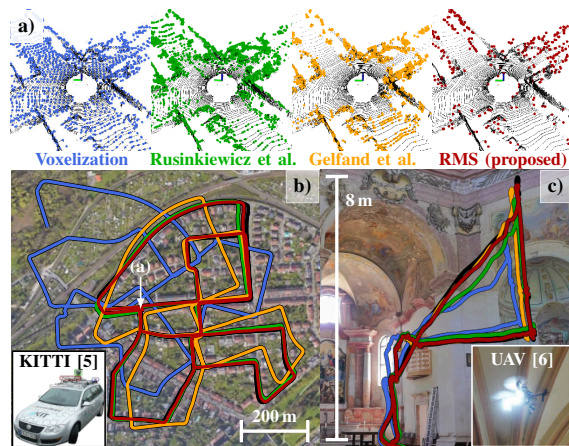 a)
Voxelization Rusinkiewicz et al. Gelfand et al. RMS (proposed)
b)
c)
8 m
(a)
KITTI [5]
200 m
UAV [6]